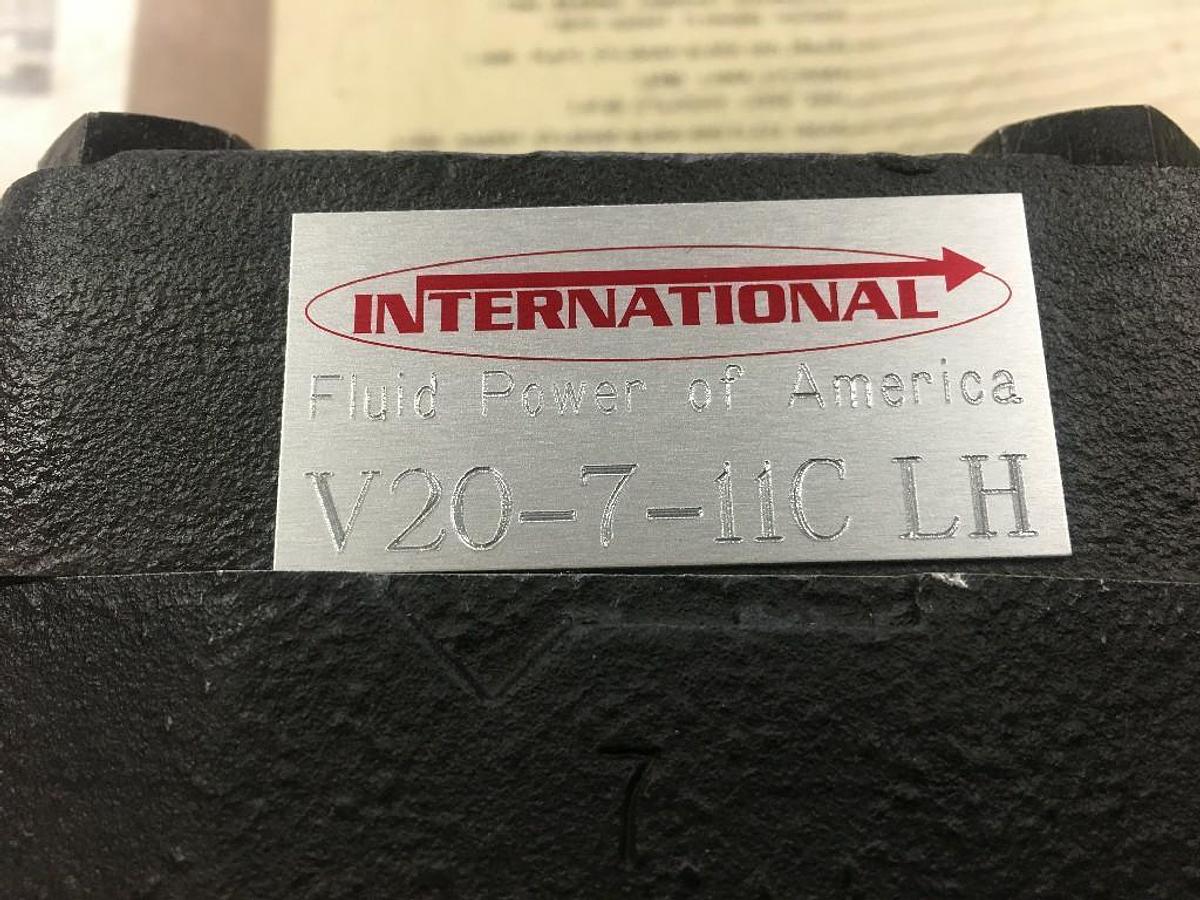 INTERNATIONAL
Fluid Power of America
V20-7-11C LH
7